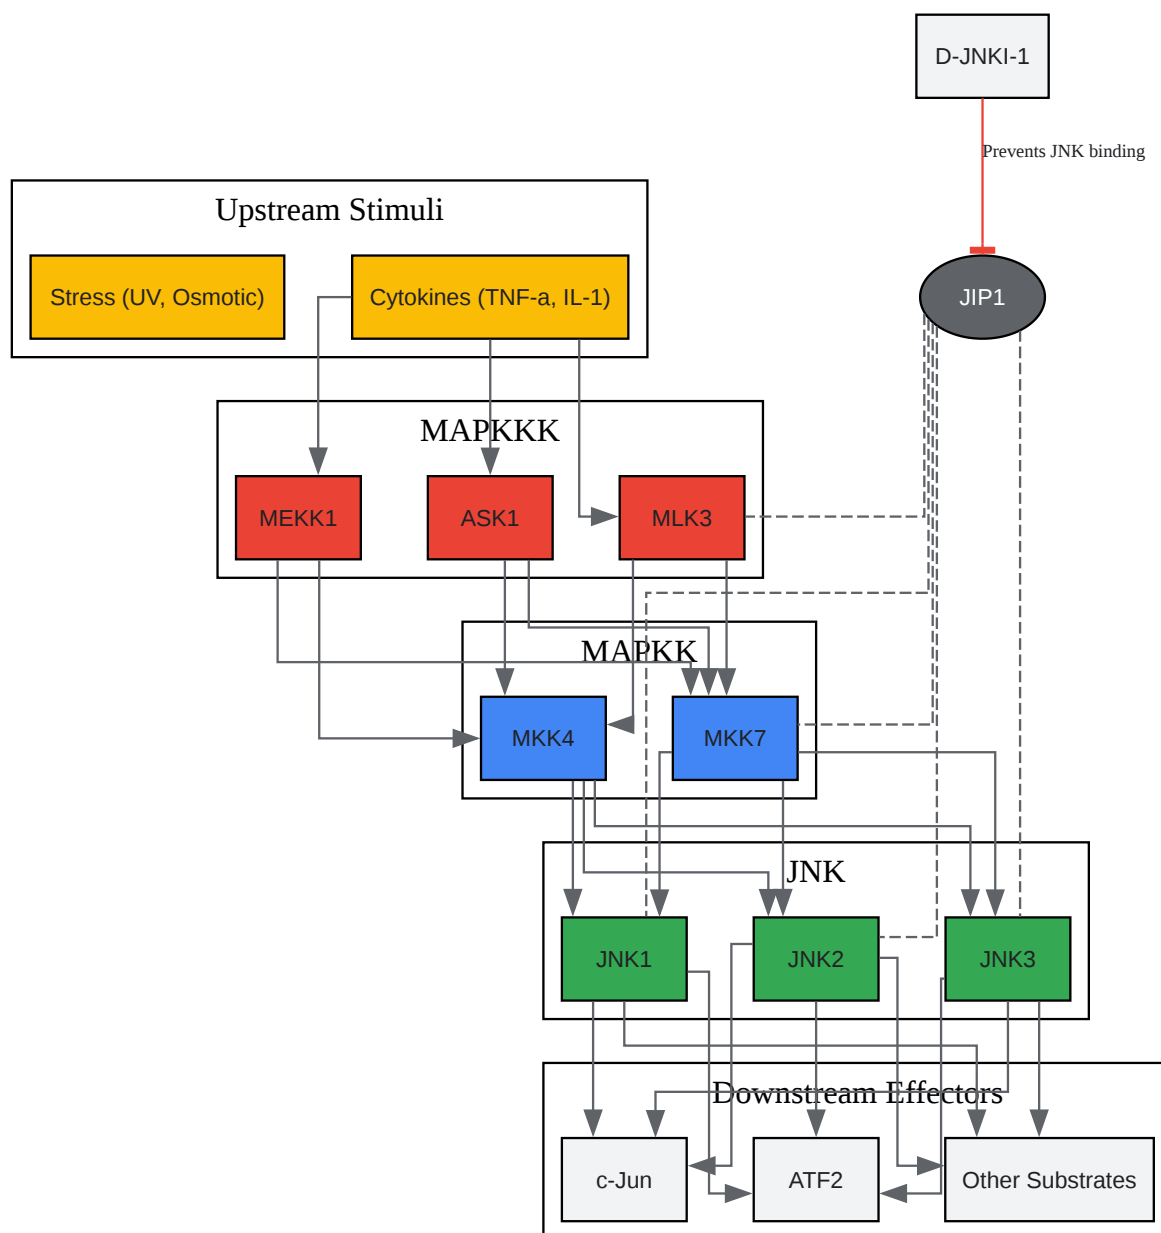 D-JNKI-1
Prevents JNK binding
Upstream Stimuli
Stress (UV, Osmotic)
Cytokines (TNF-a, IL-1)
JIP1
MAPKKK
MEKK1
ASK1
MLK3
MAPKK
MKK4
MKK7
JNK
JNK1
JNK2
JNK3
Downstream Effectors
c-Jun
ATF2
Other Substrates